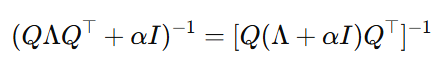 (QΛQ⊤ + αI)−1 = [Q(Λ + αI)Q⊤]−1